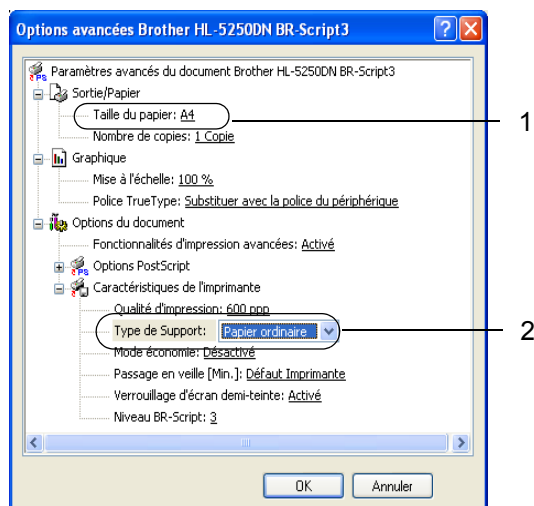 Options avancées Brother HL-5250DN BR-Script3
Paramètres avancés du document Brother HL-5250DN BR-Script3
Sortie/Papier
Taille du papier: A4
1
Nombre de copies: 1 Copie
Graphique
Mise à l'échelle: 100 %
Police TrueType: Substituer avec la police du périphérique
Options du document
Fonctionnalités d'impression avancées: Activé
Options PostScript
Caractéristiques de l'imprimante
Qualité d'impression: 600 ppp
Type de Support: Papier ordinaire
2
Mode économie: Désactivé
Passage en veille [Min.]: Défaut Imprimante
Verrouillage d'écran demi-teinte: Activé
Niveau BR-Script: 3
OK Annuler